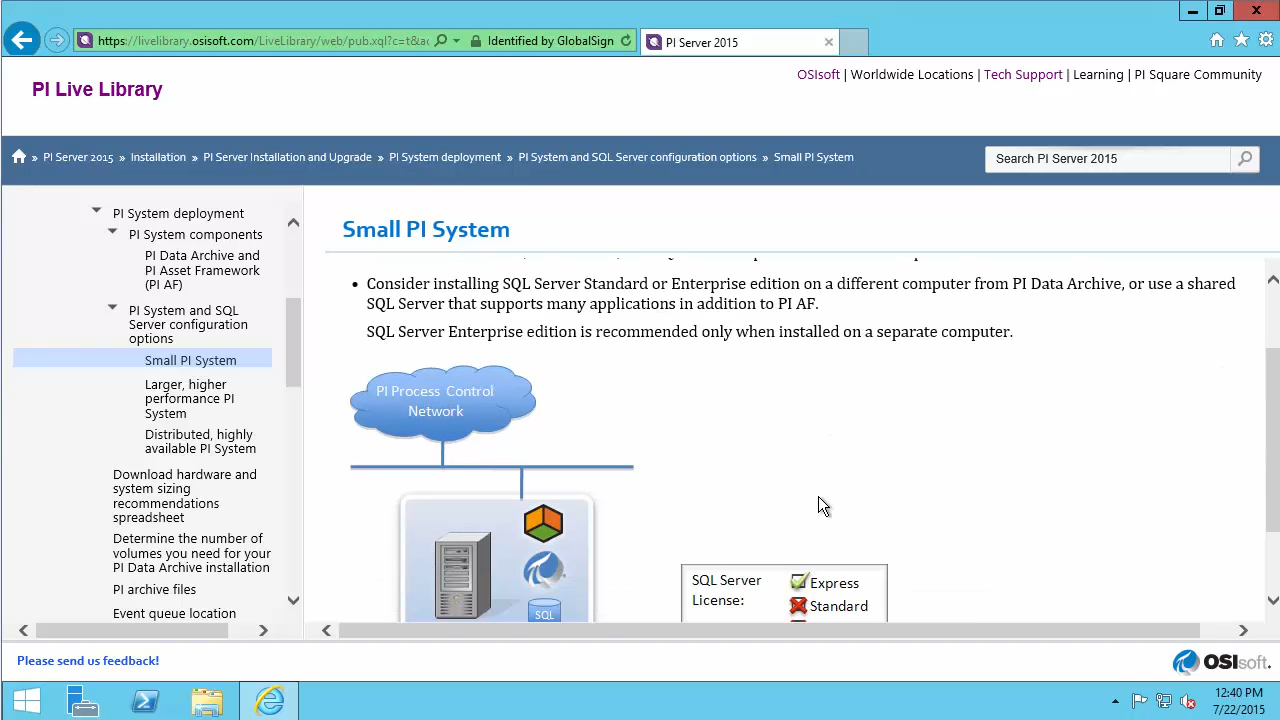 https://livelibrary.osisoft.com/LiveLibrary/web/pub.xql?c=t&ac
Identified by GlobalSign
PI Server 2015
OSIsoft | Worldwide Locations | Tech Support | Learning | PI Square Community
PI Live Library
» PI Server 2015 » Installation » PI Server Installation and Upgrade » PI System deployment » PI System and SQL Server configuration options » Small PI System
Search PI Server 2015
PI System deployment
PI System components
PI Data Archive and
PI Asset Framework
(PI AF)
PI System and SQL
Server configuration
options
Small PI System
Larger, higher
performance PI
System
Distributed, highly
available PI System
Download hardware and
system sizing
recommendations
spreadsheet
Determine the number of
volumes you need for your
PI Data Archive installation
PI archive files
Event queue location
Small PI System
• Consider installing SQL Server Standard or Enterprise edition on a different computer from PI Data Archive, or use a shared
SQL Server that supports many applications in addition to PI AF.
SQL Server Enterprise edition is recommended only when installed on a separate computer.
PI Process Control
Network
SQL
SQL Server
License:
Express
Standard
Please send us feedback!
OSIsoft.
12:40 PM
7/22/2015